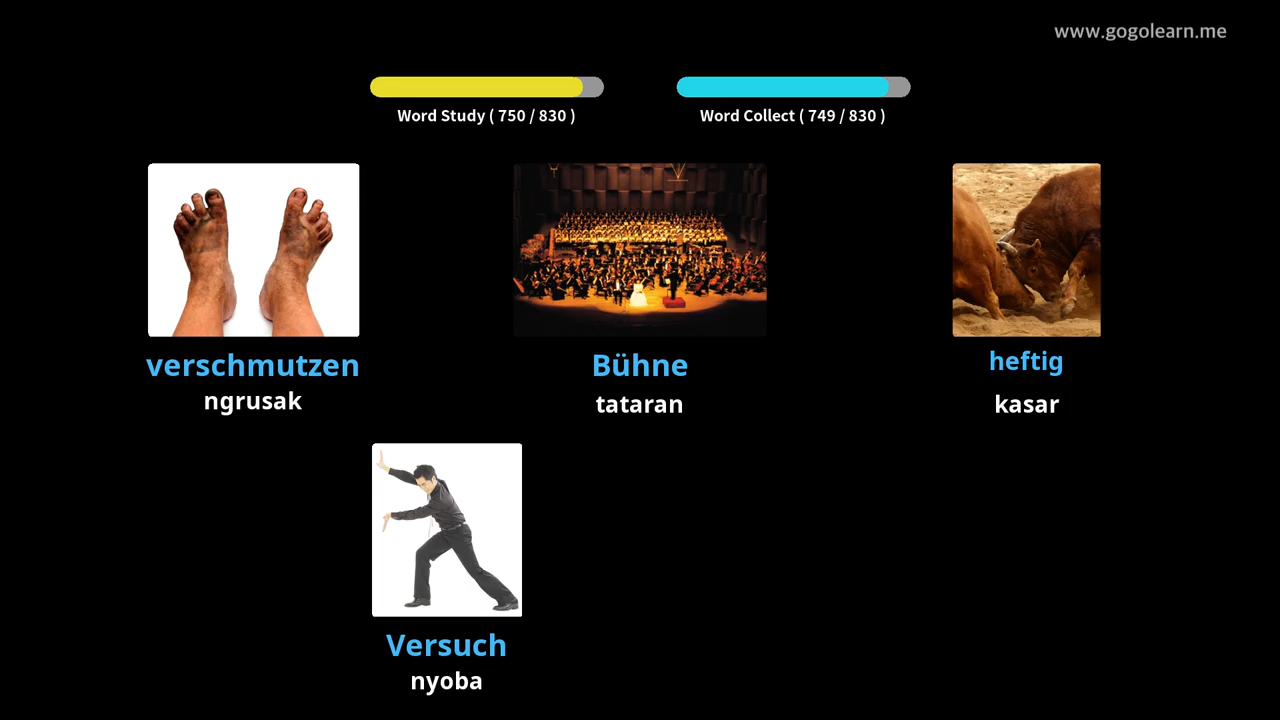 www.gogolearn.me
Word Study ( 750 / 830 )
Word Collect ( 749 / 830 )
verschmutzen
ngrusak
Bühne
tataran
heftig
kasar
Versuch
nyoba